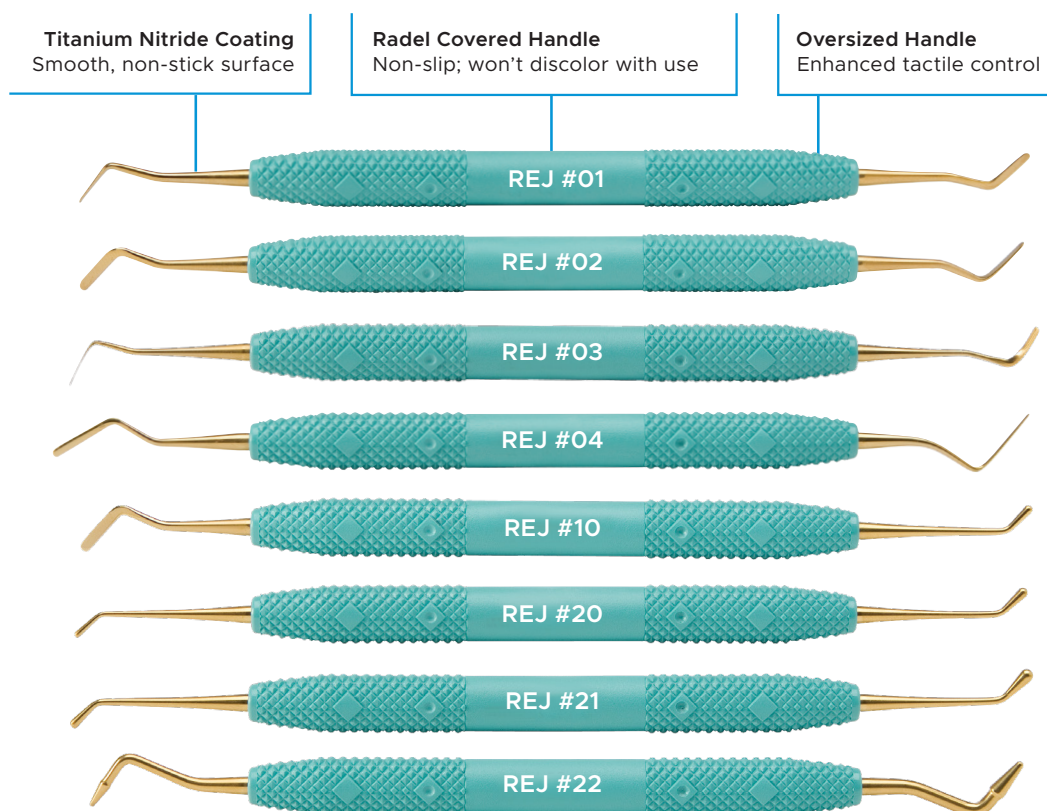 Titanium Nitride Coating
Smooth, non-stick surface
Radel Covered Handle
Non-slip; won’t discolor with use
Oversized Handle
Enhanced tactile control
REJ #01
REJ #02
REJ #03
REJ #04
REJ #10
REJ #20
REJ #21
REJ #22